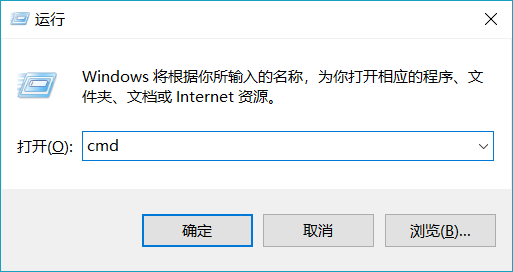 运行
Windows 将根据你所输入的名称，为你打开相应的程序、文
件夹、文档或 Internet 资源。
打开(O): cmd
确定 取消 浏览(B)...